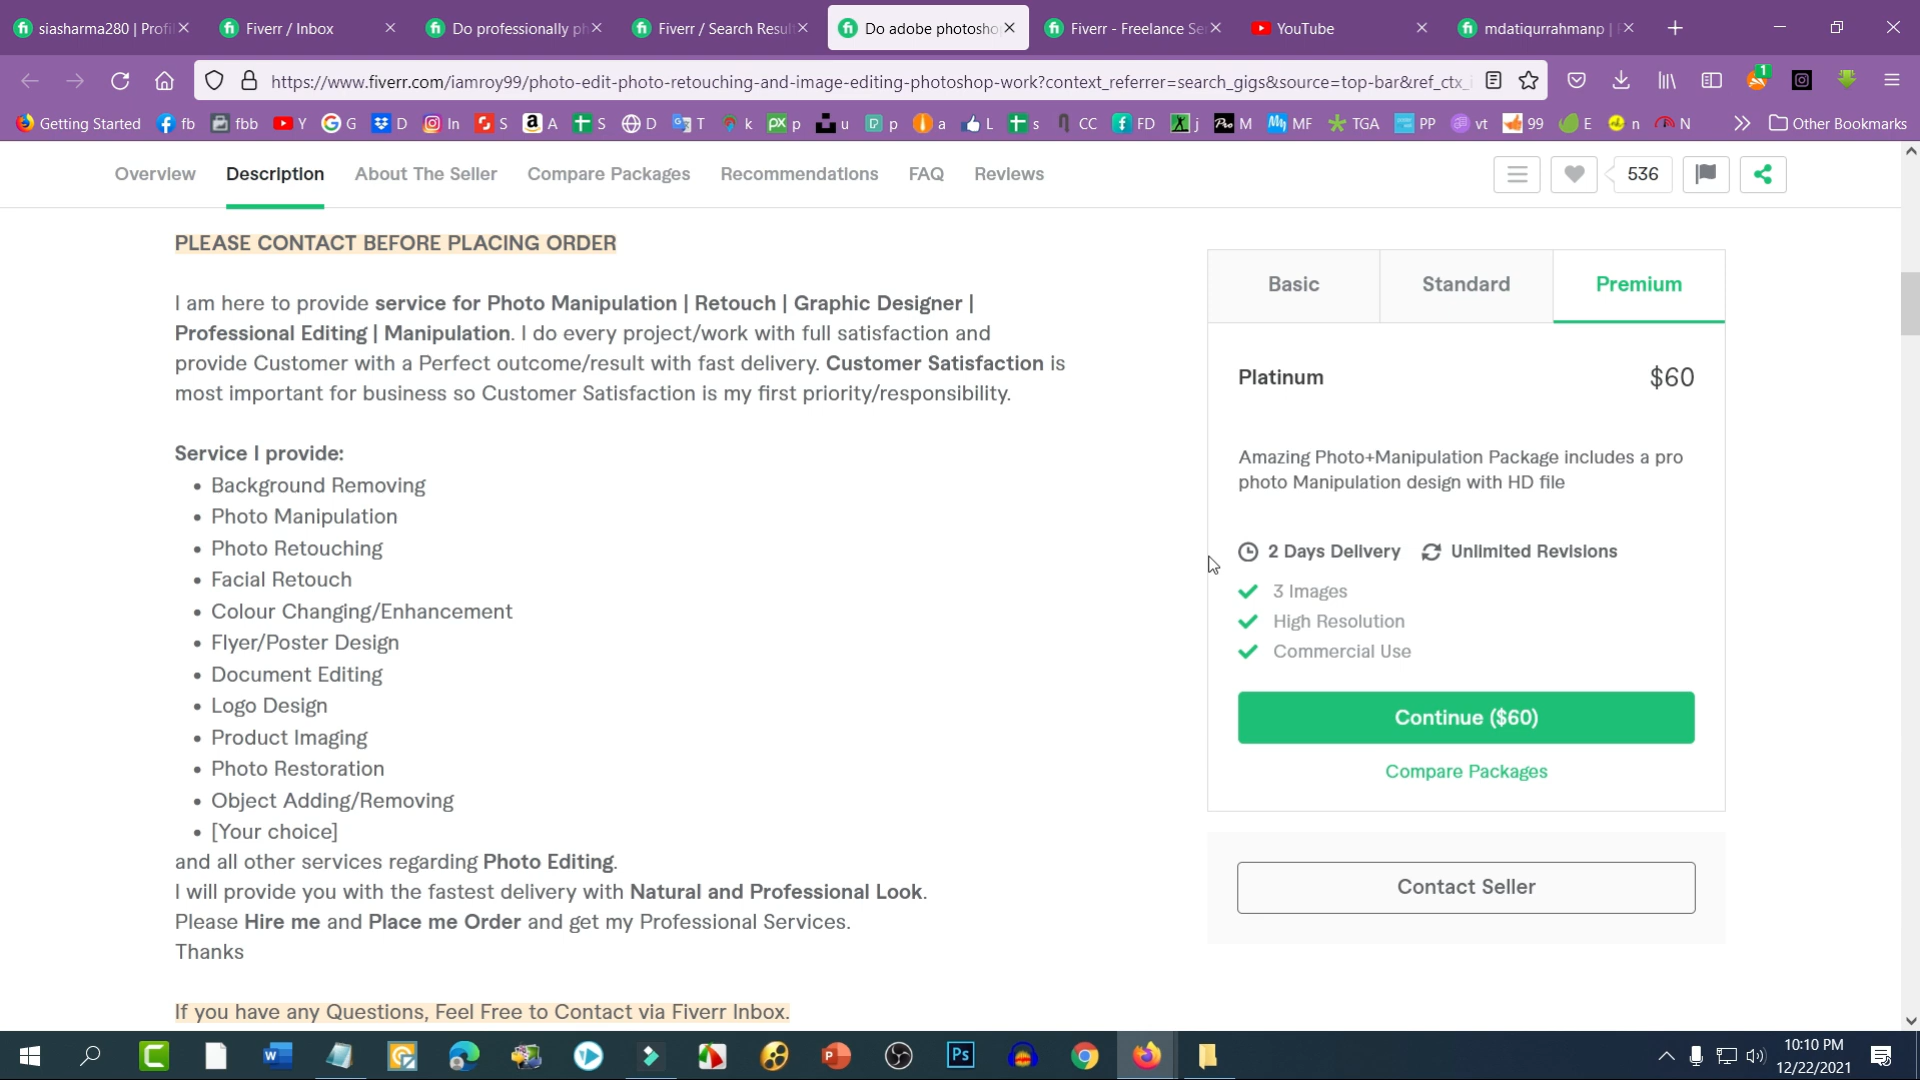 siasharma280 | Profil
Fiverr / Inbox
Do professionally ph
Fiverr / Search Result
Do adobe photosho
Fiverr - Freelance Se
YouTube
mdatiqurrahmanp |
https://www.fiverr.com/iamroy99/photo-edit-photo-retouching-and-image-editing-photoshop-work?context_referrer=search_gigs&source=top-bar&ref_ctx_
1
Getting Started
fb
fbb
Y
G
D
In
S
A
S
D
T
k
p
u
p
a
L
s
CC
FD
j
M
MF
TGA
PP
vt
99
E
n
N
Other Bookmarks
Overview
Description
About The Seller
Compare Packages
Recommendations
FAQ
Reviews
536
PLEASE CONTACT BEFORE PLACING ORDER
I am here to provide service for Photo Manipulation | Retouch | Graphic Designer |
Professional Editing | Manipulation. I do every project/work with full satisfaction and
provide Customer with a Perfect outcome/result with fast delivery. Customer Satisfaction is
most important for business so Customer Satisfaction is my first priority/responsibility.
Service I provide:
• Background Removing
• Photo Manipulation
• Photo Retouching
• Facial Retouch
• Colour Changing/Enhancement
• Flyer/Poster Design
• Document Editing
• Logo Design
• Product Imaging
• Photo Restoration
• Object Adding/Removing
• [Your choice]
and all other services regarding Photo Editing.
I will provide you with the fastest delivery with Natural and Professional Look.
Please Hire me and Place me Order and get my Professional Services.
Thanks
If you have any Questions, Feel Free to Contact via Fiverr Inbox.
Basic
Standard
Premium
Platinum
$60
Amazing Photo+Manipulation Package includes a pro
photo Manipulation design with HD file
2 Days Delivery
Unlimited Revisions
3 Images
High Resolution
Commercial Use
Continue ($60)
Compare Packages
Contact Seller
10:10 PM
12/22/2021